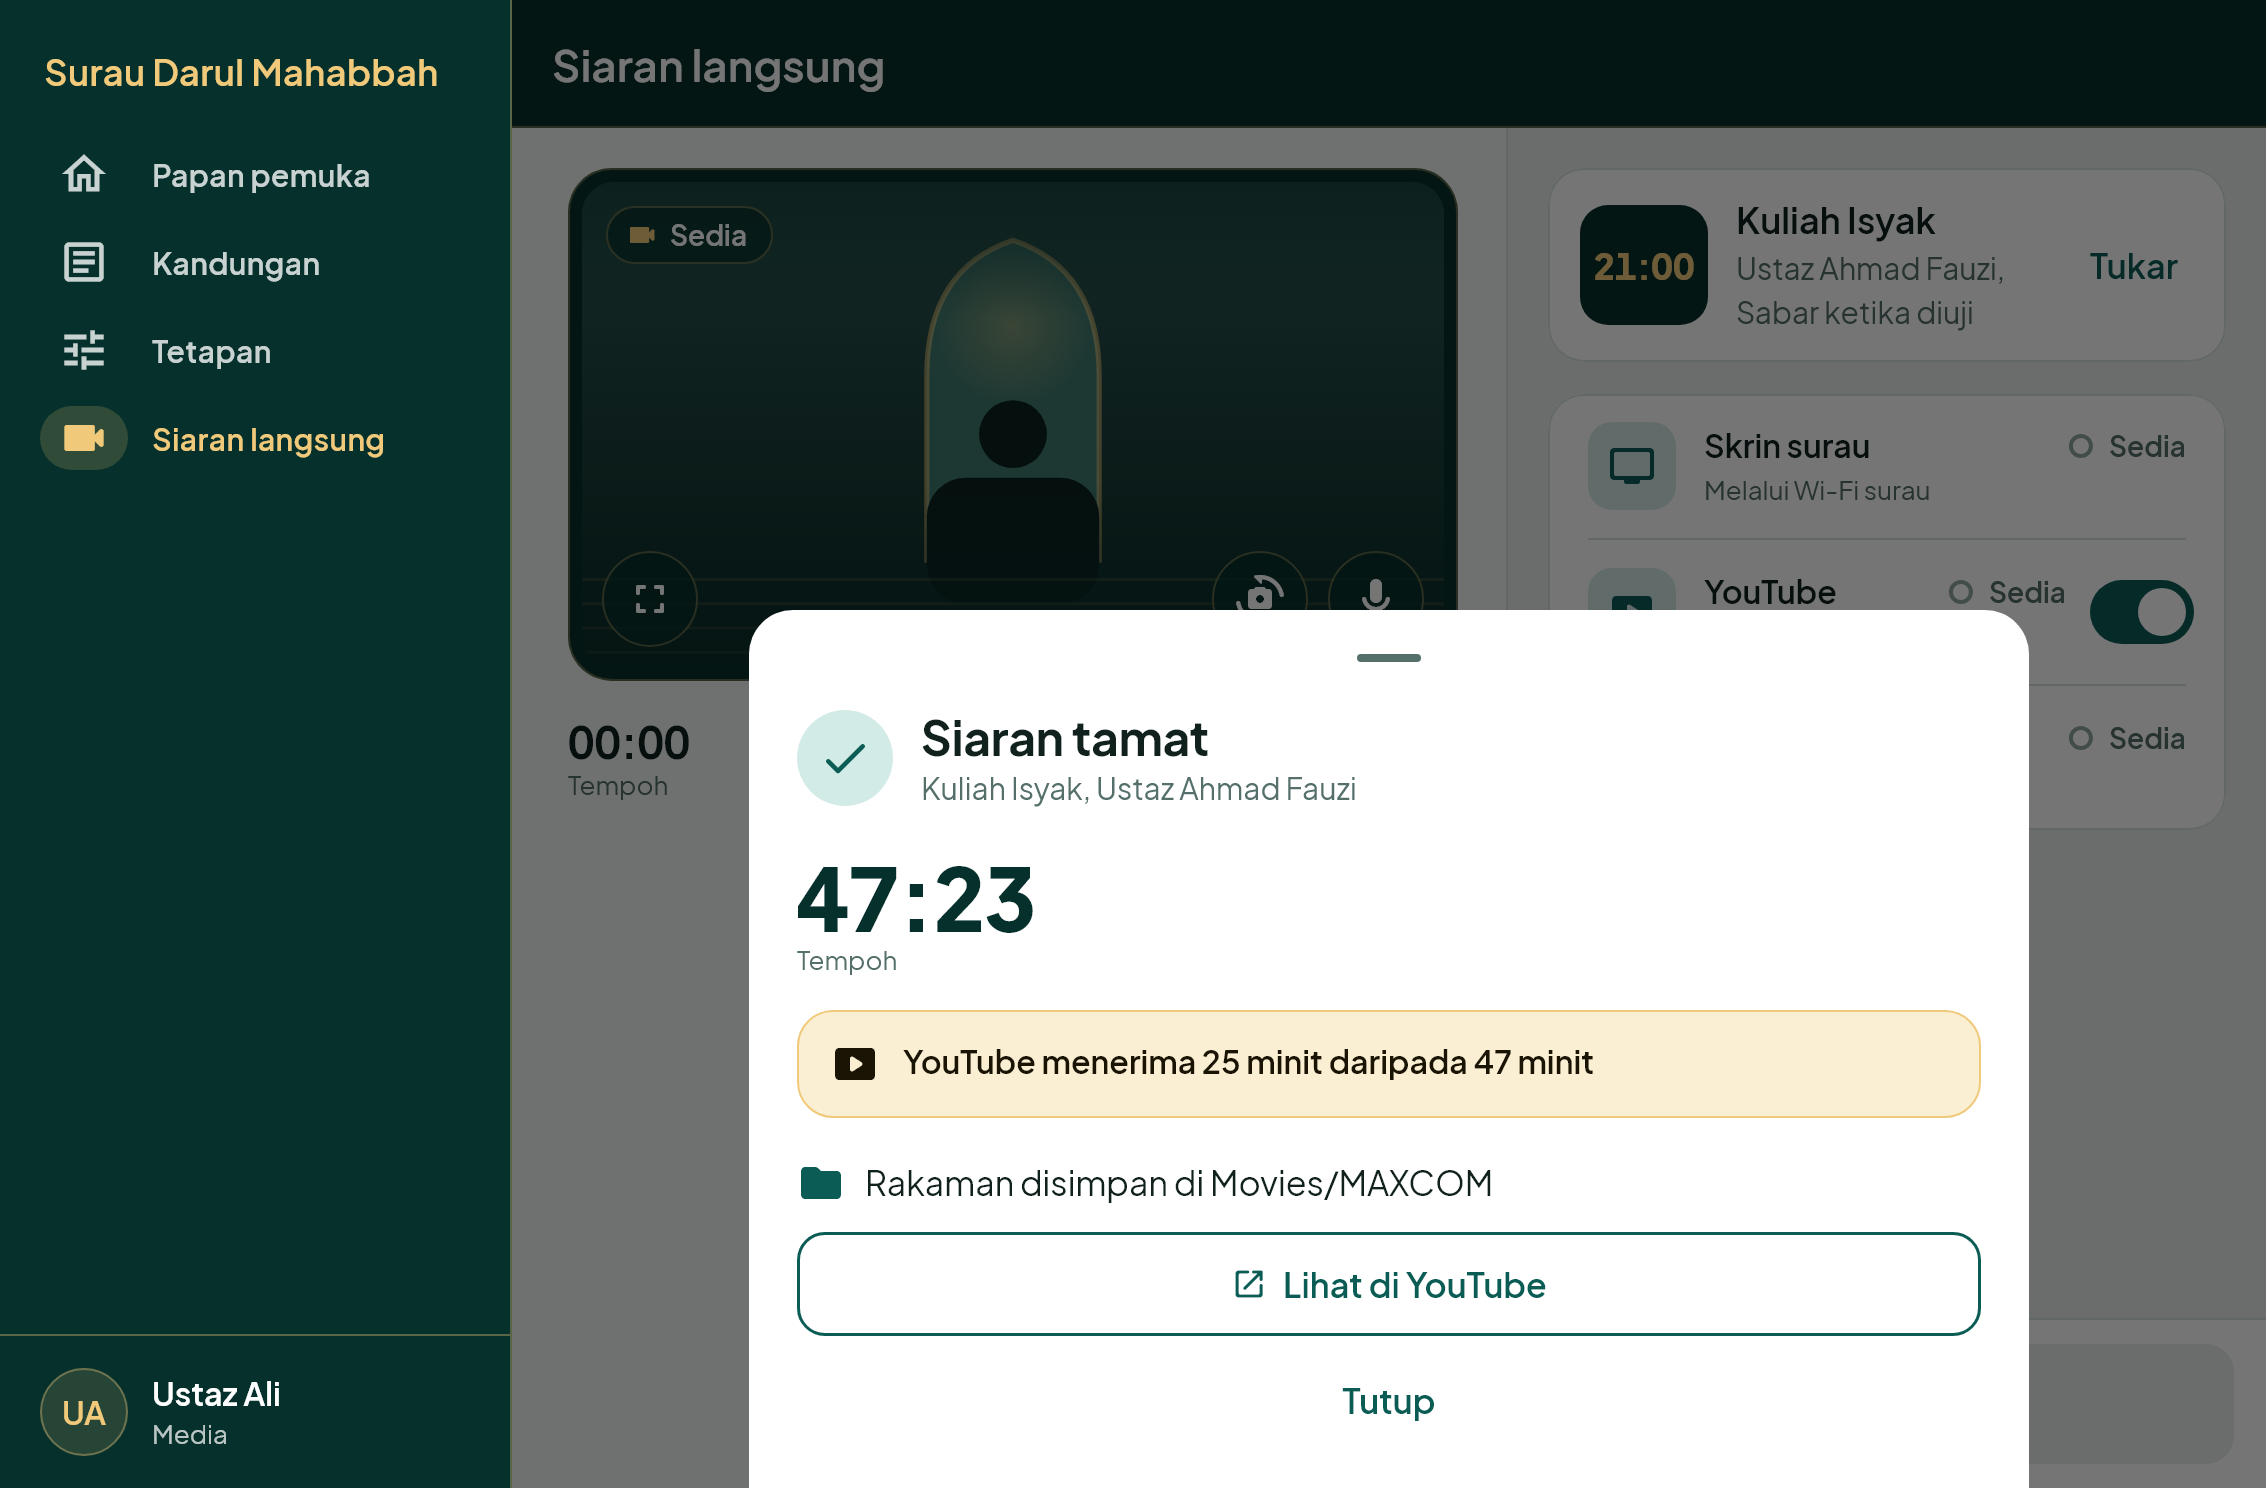 Surau Darul Mahabbah
Papan pemuka
Kandungan
Tetapan
Siaran langsung
UA
Ustaz Ali
Media
Siaran langsung
Sedia
00:00
Tempoh
21:00
Kuliah Isyak
Ustaz Ahmad Fauzi,
Sabar ketika diuji
Tukar
Skrin surau
Sedia
Melalui Wi-Fi surau
YouTube
Sedia
Sedia
Siaran tamat
Kuliah Isyak, Ustaz Ahmad Fauzi
47:23
Tempoh
YouTube menerima 25 minit daripada 47 minit
Rakaman disimpan di Movies/MAXCOM
Lihat di YouTube
Tutup